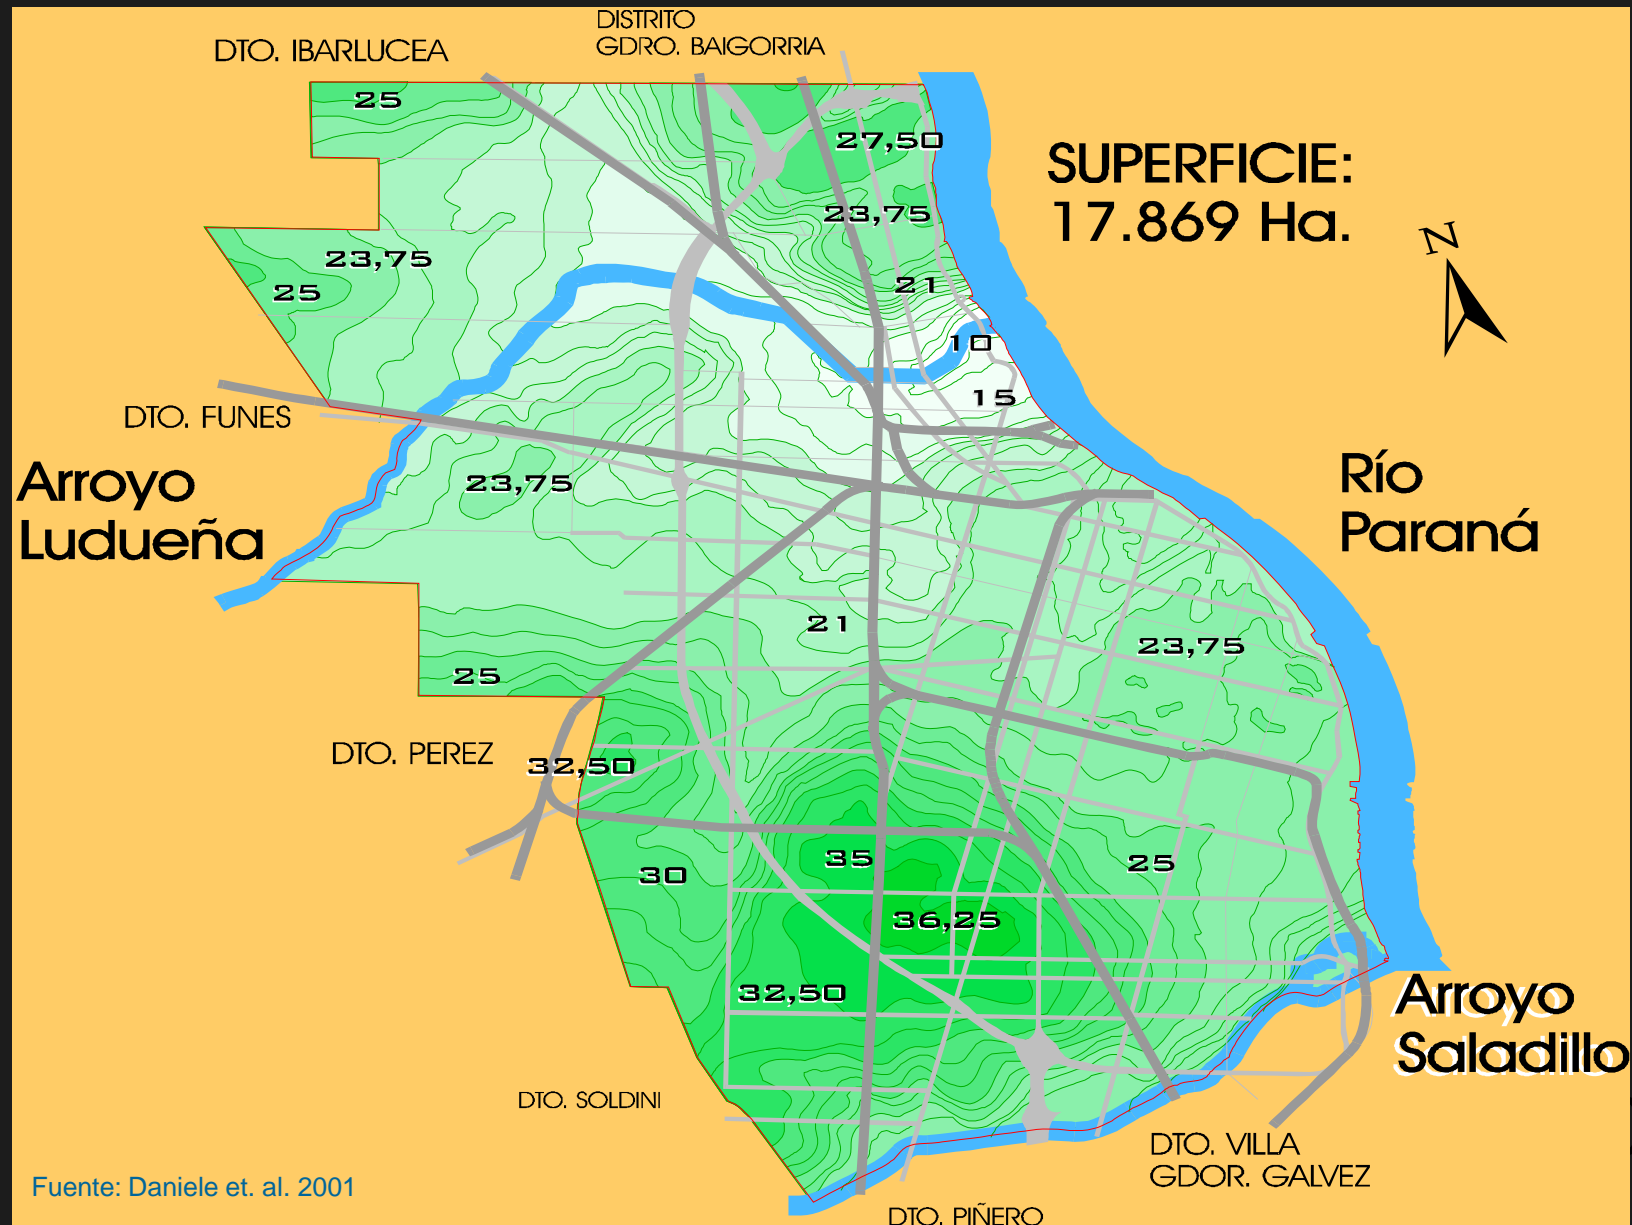 DISTRITO
GDRO. BAIGORRIA
DTO. IBARLUCEA
25
27,50
SUPERFICIE:
17.869 Ha.
23,75
N
23,75
21
25
10
15
DTO. FUNES
Arroyo
Ludueña
23,75
Río
Paraná
21
23,75
25
DTO. PEREZ
32,50
35
25
30
36,25
32,50
Arroyo
Saladillo
DTO. SOLDINI
DTO. VILLA
GDOR. GALVEZ
Fuente: Daniele et. al. 2001
DTO. PIÑERO